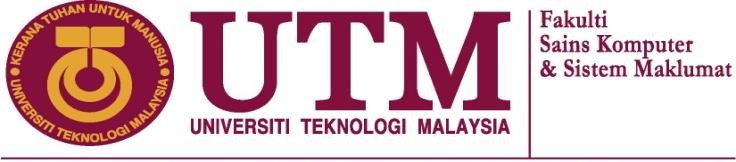 • KERANA TUHAN UNTUK MANUSIA •
UNIVERSITI TEKNOLOGI MALAYSIA
UTM
UNIVERSITI TEKNOLOGI MALAYSIA
Fakulti
Sains Komputer
& Sistem Maklumat